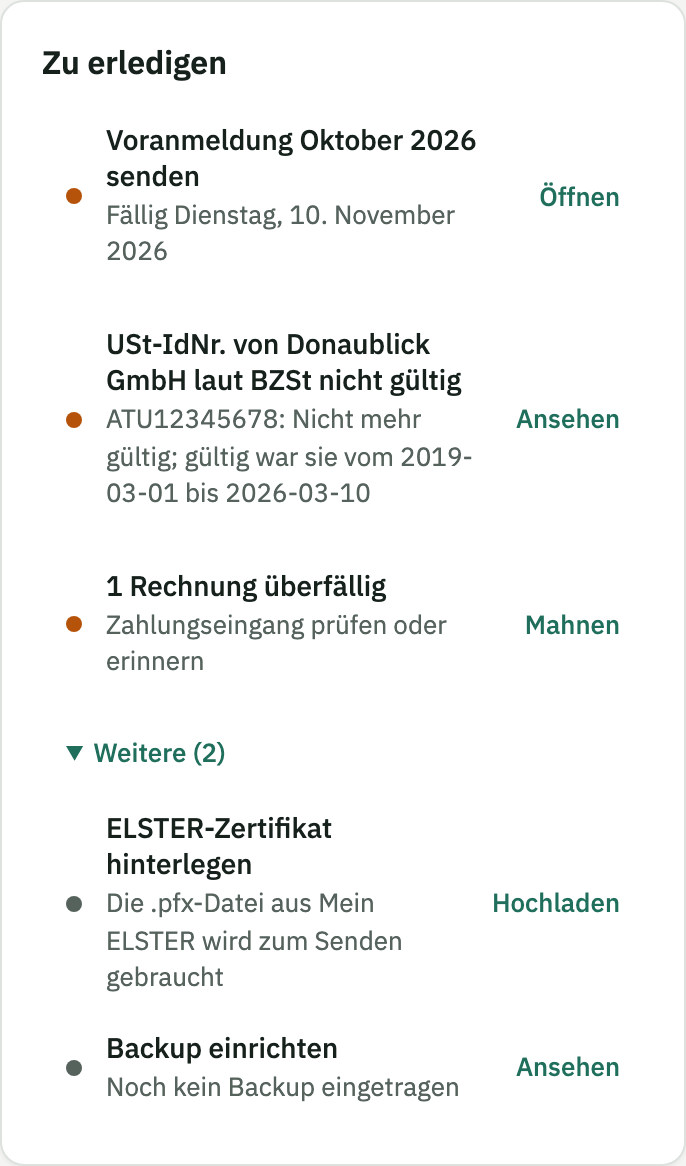 Zu erledigen
Voranmeldung Oktober 2026
senden
Fällig Dienstag, 10. November
2026
Öffnen
USt-IdNr. von Donaublick
GmbH laut BZSt nicht gültig
ATU12345678: Nicht mehr
gültig; gültig war sie vom 2019-
03-01 bis 2026-03-10
Ansehen
1 Rechnung überfällig
Zahlungseingang prüfen oder
erinnern
Mahnen
▼ Weitere (2)
ELSTER-Zertifikat
hinterlegen
Die .pfx-Datei aus Mein
ELSTER wird zum Senden
gebraucht
Hochladen
Backup einrichten
Noch kein Backup eingetragen
Ansehen